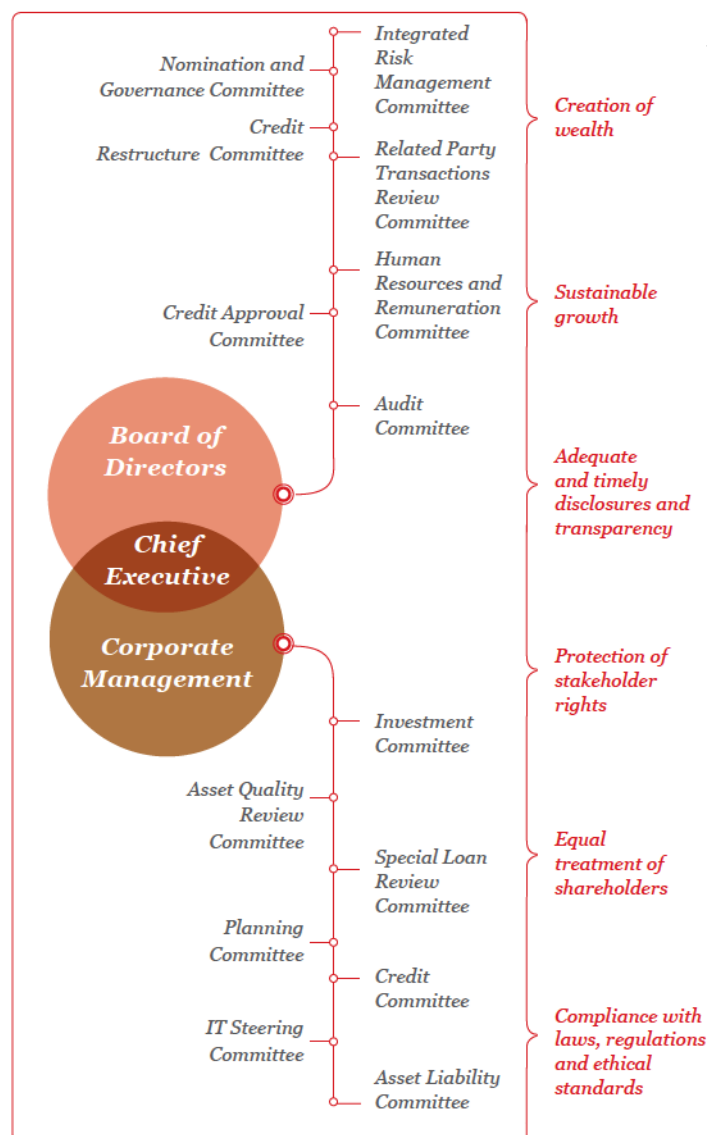 Integrated
Risk
Management
Committee
Nomination and
Governance Committee
Credit
Restructure Committee
Related Party
Transactions
Review
Committee
Human
Resources and
Remuneration
Committee
Credit Approval
Committee
Audit
Committee
Board of
Directors
Chief
Executive
Corporate
Management
Investment
Committee
Asset Quality
Review
Committee
Special Loan
Review
Committee
Planning
Committee
Credit
Committee
IT Steering
Committee
Asset Liability
Committee
Creation of
wealth
Sustainable
growth
Adequate
and timely
disclosures and
transparency
Protection of
stakeholder
rights
Equal
treatment of
shareholders
Compliance with
laws, regulations
and ethical
standards